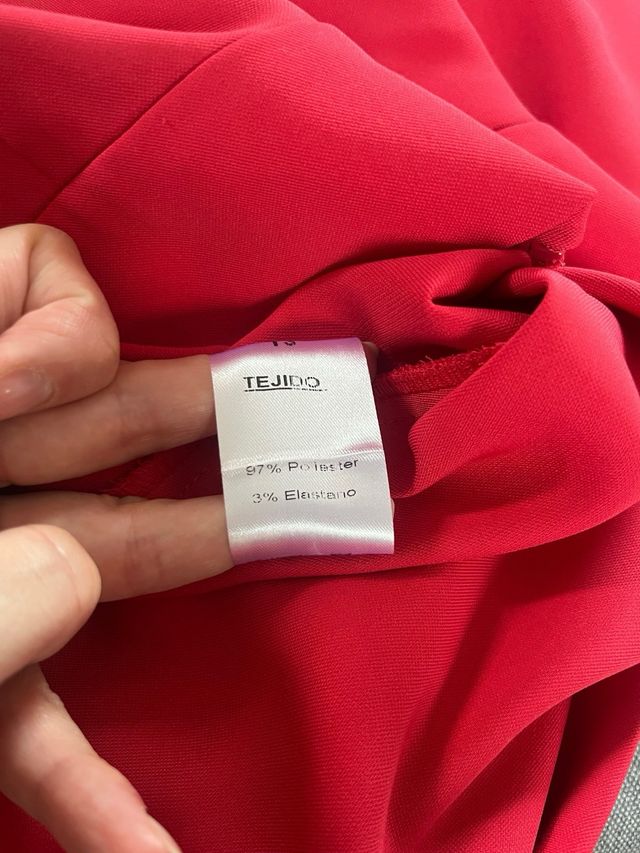 TEJIDO
97% Poliester
3% Elastano